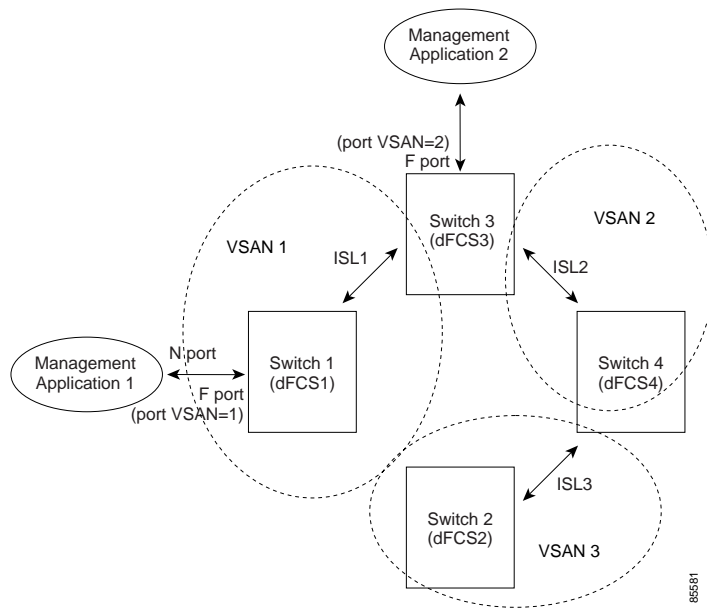 Management
Application 2
(port VSAN=2)
F port
Switch 3
(dFCS3)
VSAN 2
VSAN 1
ISL1
ISL2
N port
Management
Application 1
Switch 1
(dFCS1)
Switch 4
(dFCS4)
F port
(port VSAN=1)
ISL3
Switch 2
(dFCS2)
VSAN 3
85581